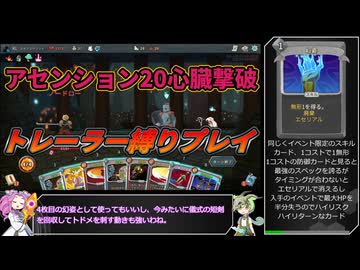 アセンション20心臓撃破
トレーラー縛りプレイ
4枚目の幻姿として使ってもいいし、今みたいに儀式の短剣
を回収してトドメを刺す動きも強いわね。
1
幻姿
スキル
無形1を得る。
廃棄
エセリアル
同じくイベント限定のスキル
カード、1コストで1無形
1コストの防御カードと見ると
最強のスペックを誇るが
タイミングが合わないと
エセリアルで消えるし
入手のイベントで最大HPを
半分失うのでハイリスク
ハイリターンなカード